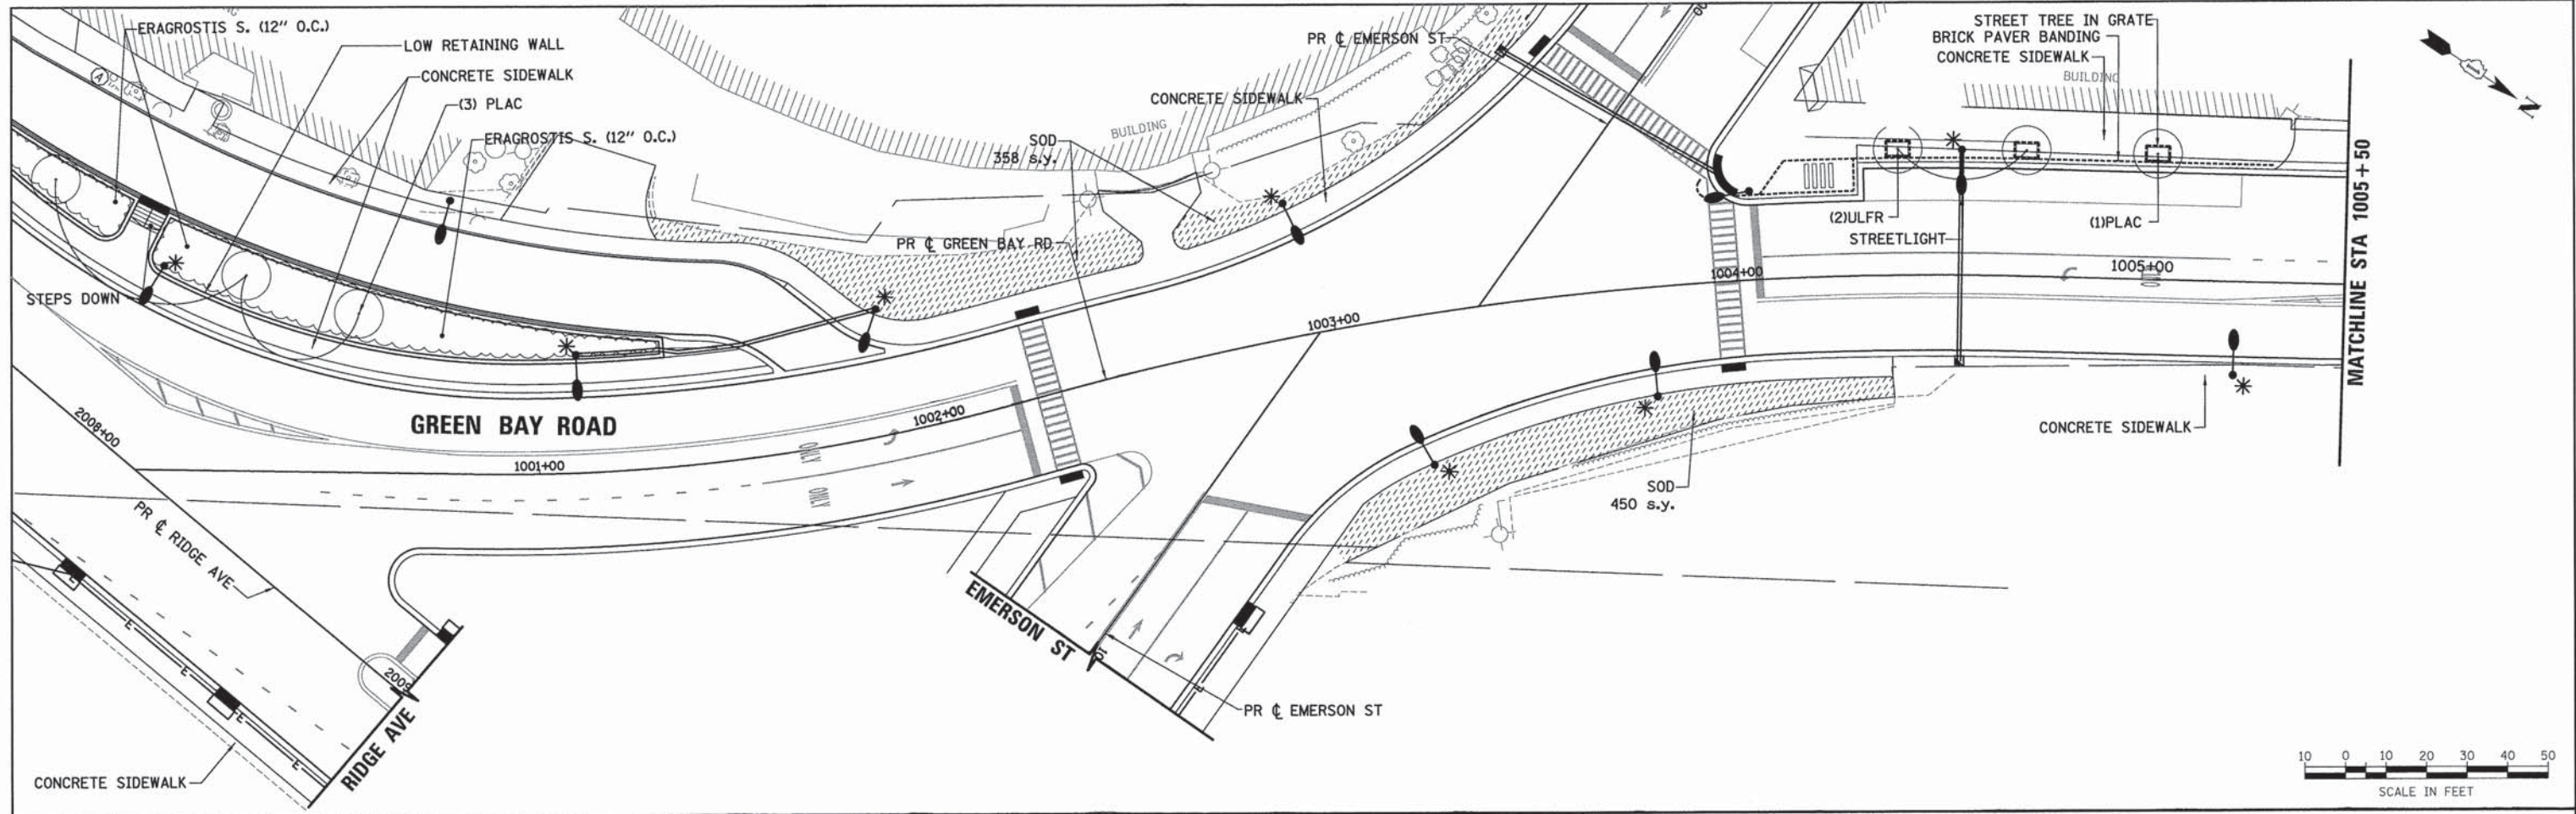 ERAGROSTIS S. (12" O.C.)
LOW RETAINING WALL
CONCRETE SIDEWALK
(3) PLAC
ERAGROSTIS S. (12" O.C.)
A
STEPS DOWN
GREEN BAY ROAD
2008+00
1001+00
1002+00
ONLY
ONLY
PR ℄ RIDGE AVE
E
E
E
E
E
2009
RIDGE AVE
CONCRETE SIDEWALK
SOD
358 s.y.
BUILDING
CONCRETE SIDEWALK
PR ℄ EMERSON ST
PR ℄ GREEN BAY RD
1003+00
EMERSON ST
PR ℄ EMERSON ST
SOD
450 s.y.
STREET TREE IN GRATE
BRICK PAVER BANDING
CONCRETE SIDEWALK
BUILDING
(2)ULFR
(1)PLAC
STREETLIGHT
1004+00
1005+00
CONCRETE SIDEWALK
MATCHLINE STA 1005+50
N
10 0 10 20 30 40 50
SCALE IN FEET